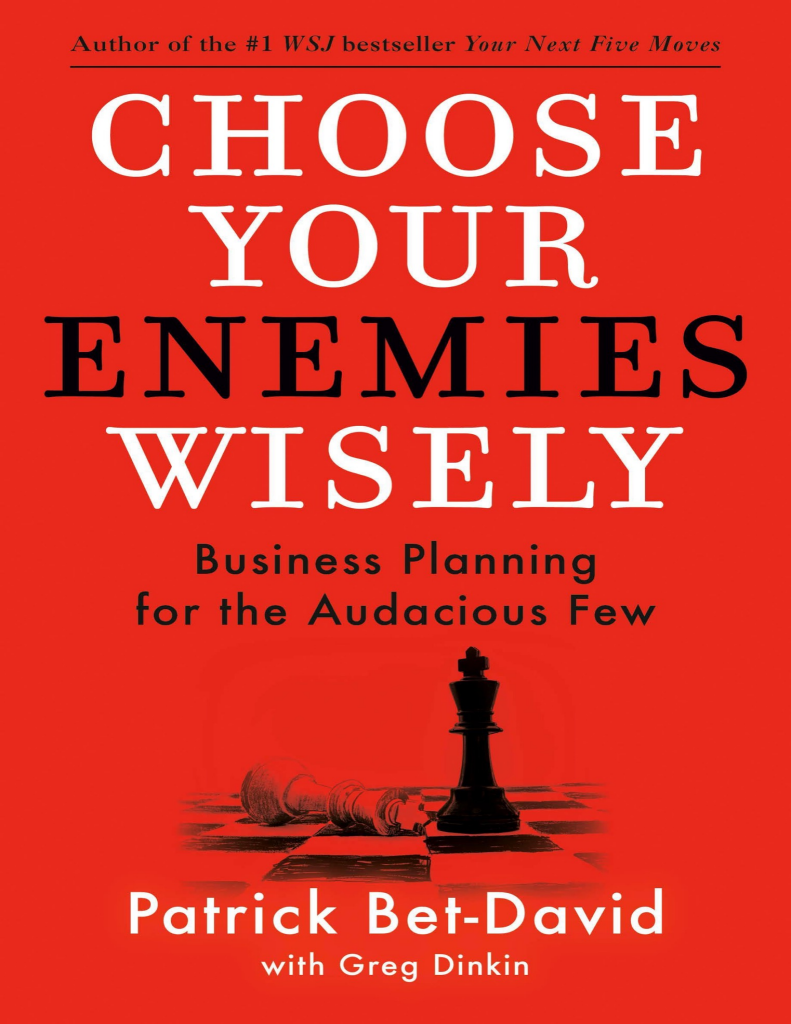 Author of the #1 WSJ bestseller Your Next Five Moves
CHOOSE
YOUR
ENEMIES
WISELY
Business Planning
for the Audacious Few
Patrick Bet-David
with Greg Dinkin